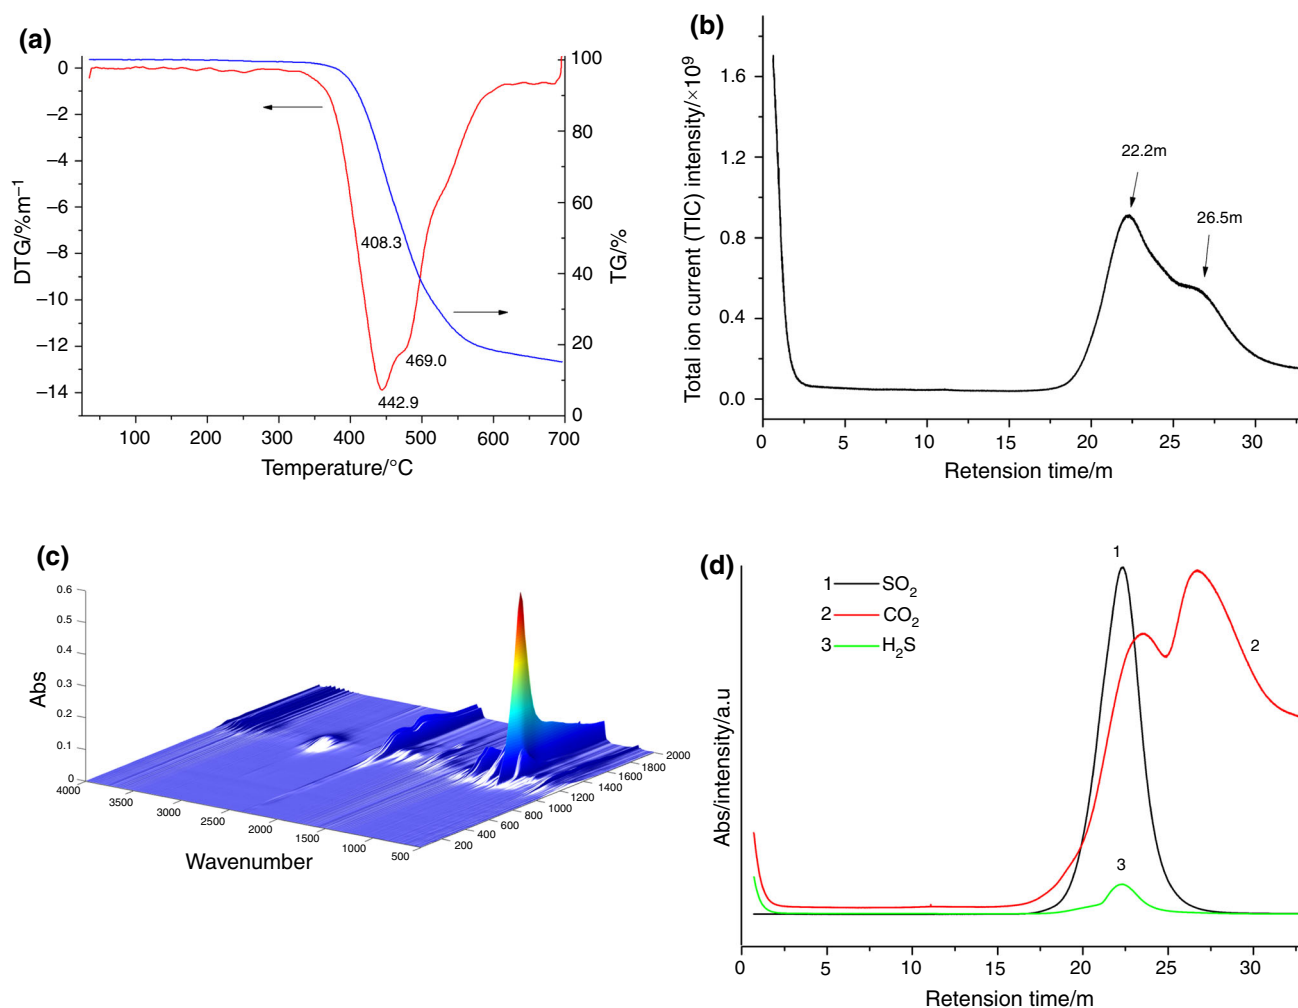 (a)
0
−2
−4
−6
−8
−10
−12
−14
DTG/%m−1
100
80
60
40
20
0
TG/%
408.3
469.0
442.9
100 200 300 400 500 600 700
Temperature/°C
(b)
1.6
1.2
0.8
0.4
0.0
Total ion current (TIC) intensity/×10⁹
22.2m
26.5m
0 5 10 15 20 25 30
Retension time/m
(c)
0.6
0.5
0.4
0.3
0.2
0.1
0
Abs
4000 3500 3000 2500 2000 1500 1000 500
Wavenumber
200 400 600 800 1000 1200 1400 1600 1800 2000
(d)
1 SO₂
2 CO₂
3 H₂S
1
2
3
Abs/intensity/a.u
0 5 10 15 20 25 30
Retension time/m